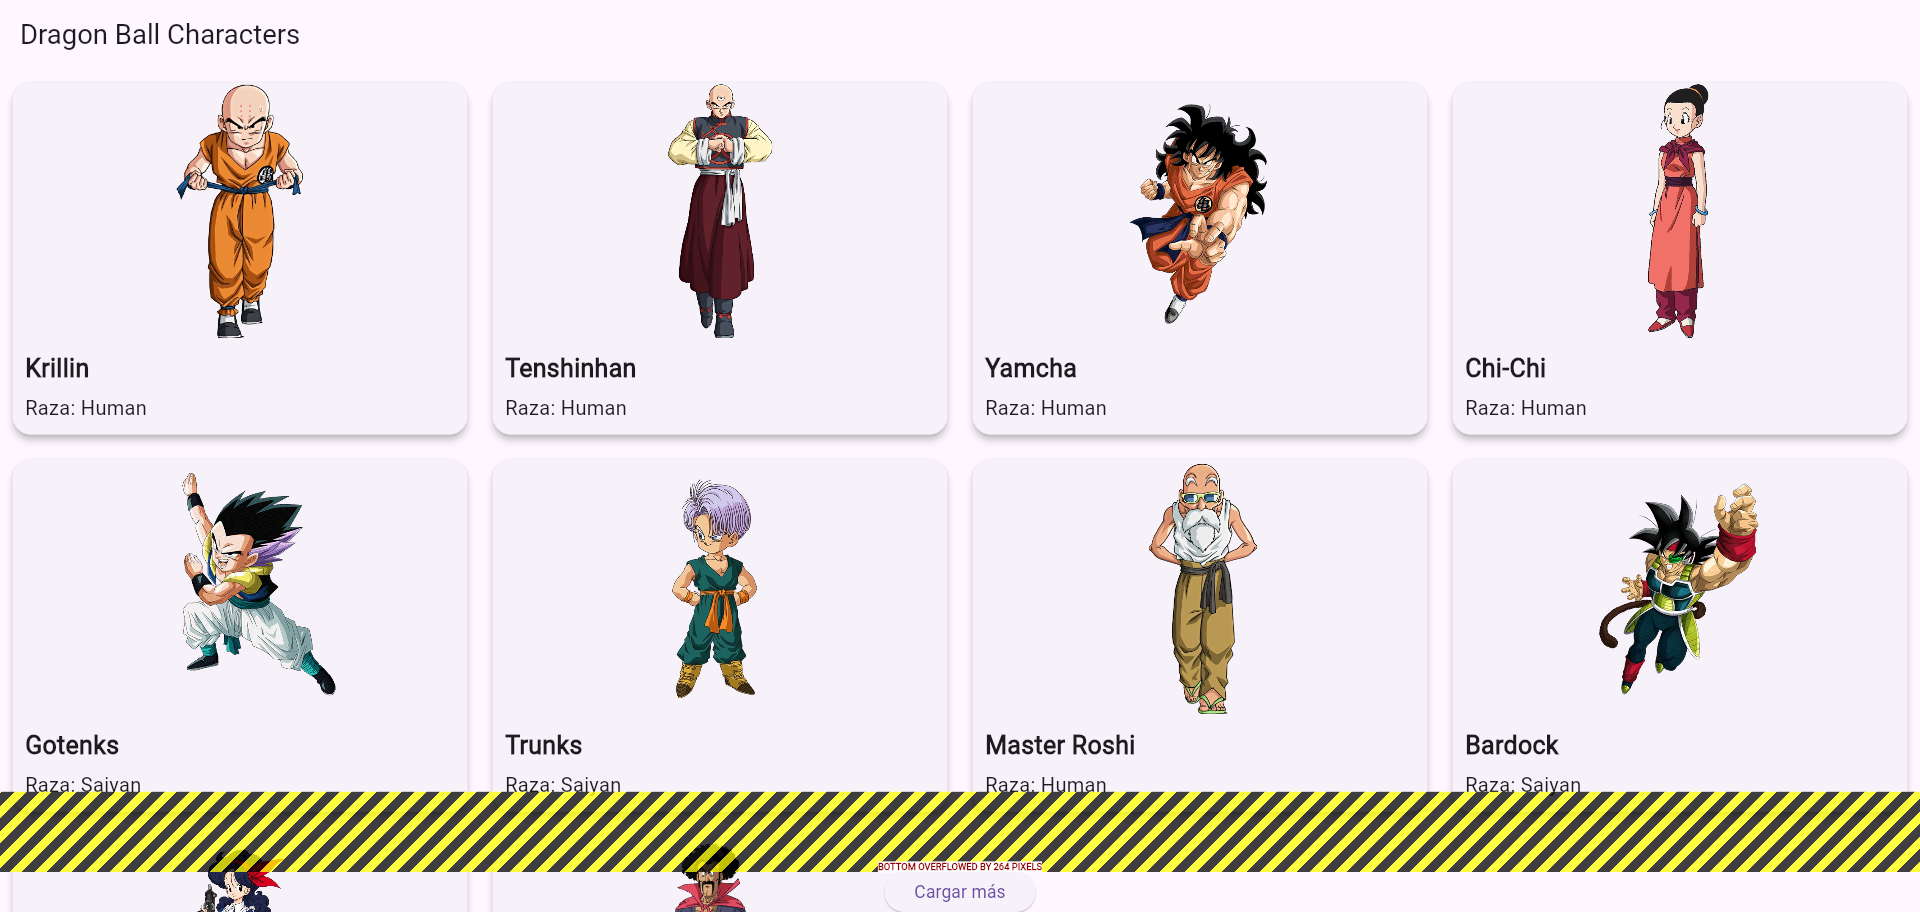 Dragon Ball Characters
Krillin
Raza: Human
Tenshinhan
Raza: Human
Yamcha
Raza: Human
Chi-Chi
Raza: Human
Gotenks
Raza: Saiyan
Trunks
Raza: Saiyan
Master Roshi
Raza: Human
Bardock
Raza: Saiyan
BOTTOM OVERFLOWED BY 264 PIXELS
Cargar más